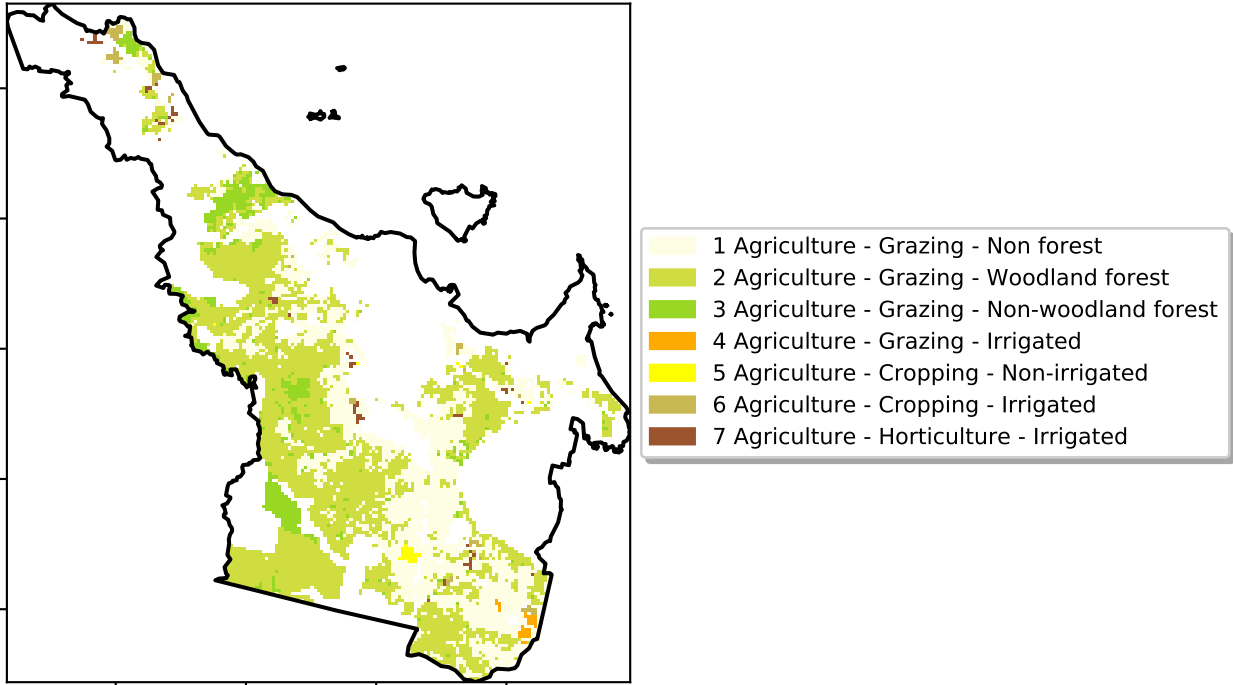 1 Agriculture - Grazing - Non forest
2 Agriculture - Grazing - Woodland forest
3 Agriculture - Grazing - Non-woodland forest
4 Agriculture - Grazing - Irrigated
5 Agriculture - Cropping - Non-irrigated
6 Agriculture - Cropping - Irrigated
7 Agriculture - Horticulture - Irrigated